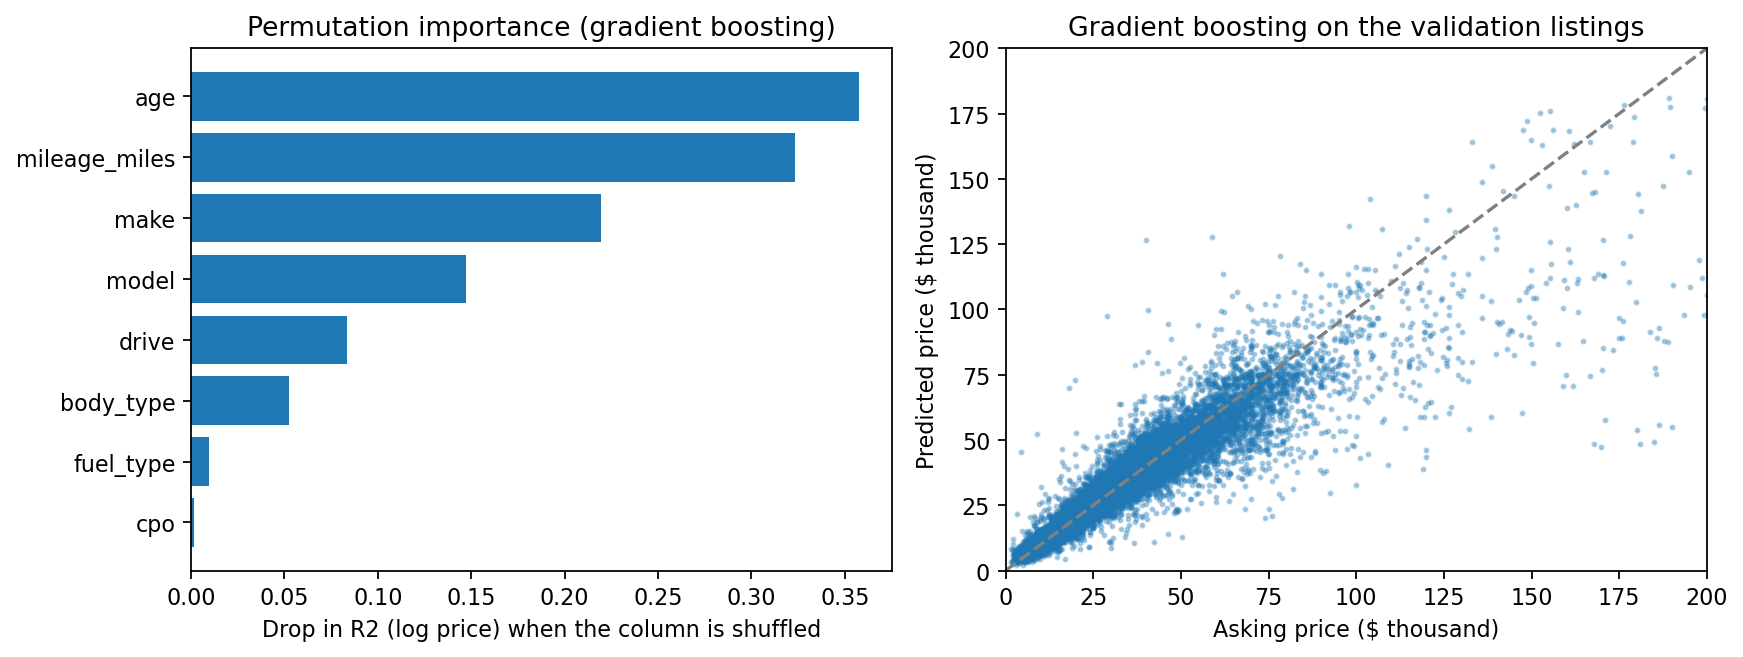 Permutation importance (gradient boosting)
age
mileage_miles
make
model
drive
body_type
fuel_type
cpo
0.00 0.05 0.10 0.15 0.20 0.25 0.30 0.35
Drop in R2 (log price) when the column is shuffled
Gradient boosting on the validation listings
Predicted price ($ thousand)
200
175
150
125
100
75
50
25
0
0 25 50 75 100 125 150 175 200
Asking price ($ thousand)